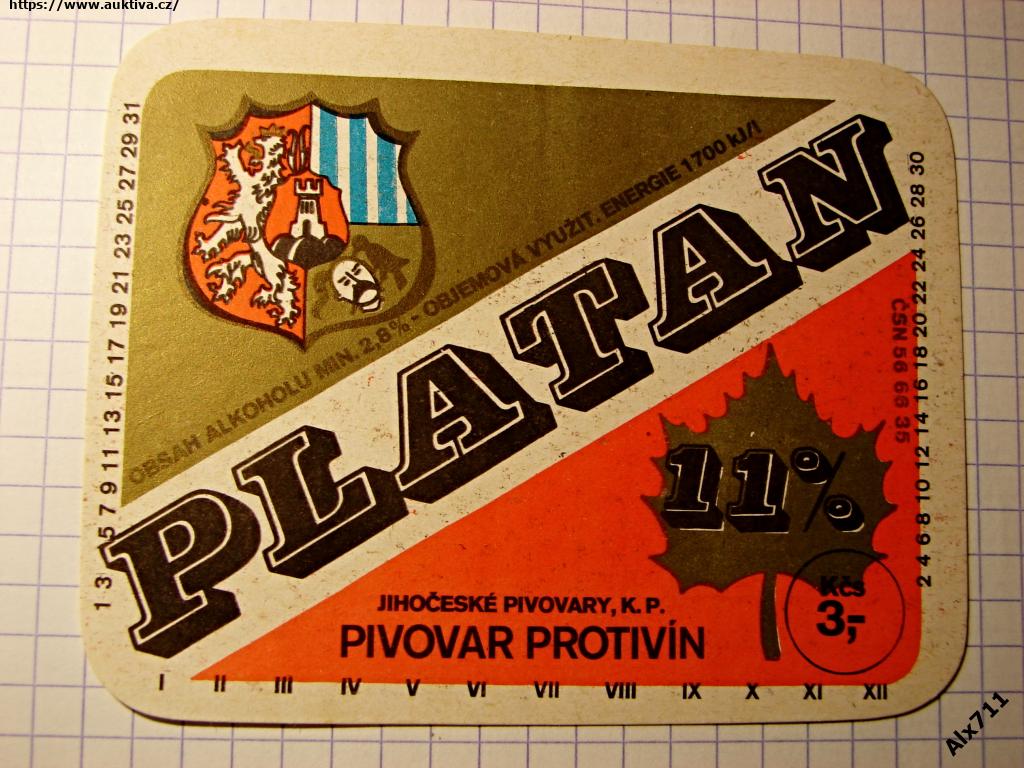 https://www.auktiva.cz/
1 3 5 7 9 11 13 15 17 19 21 23 25 27 29 31
OBSAH ALKOHOLU MIN. 2,8% - OBJEMOVÁ VYUŽIT. ENERGIE 1700 kJ/l
PLATAN
2 4 6 8 10 12 14 16 18 20 22 24 26 28 30
ČSN 56 66 35
11%
Kčs
3,-
JIHOČESKÉ PIVOVARY, K. P.
PIVOVAR PROTIVÍN
I II III IV V VI VII VIII IX X XI XII
Alx711